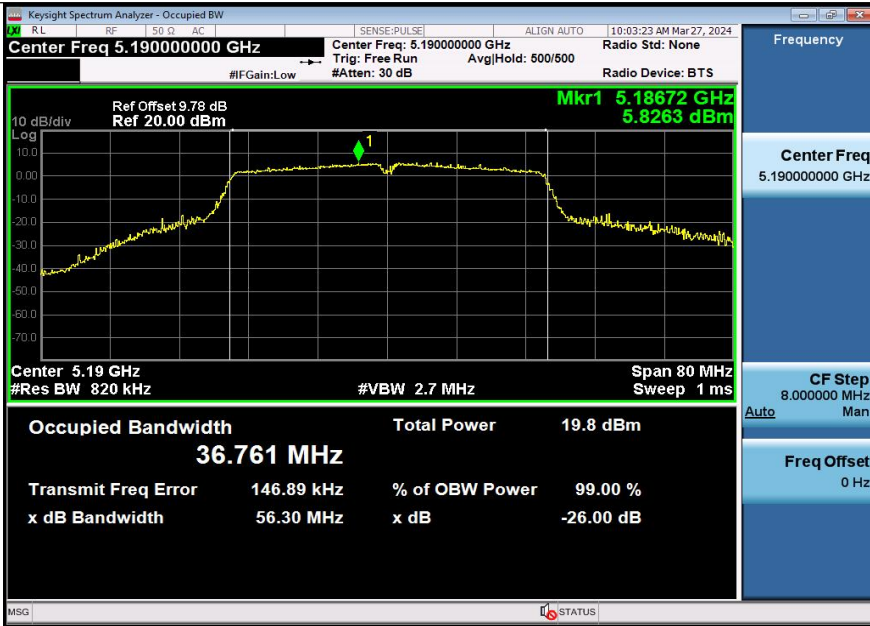 Keysight Spectrum Analyzer - Occupied BW
LXI RL RF 50 Ω AC SENSE:PULSE ALIGN AUTO 10:03:23 AM Mar 27, 2024
Center Freq 5.190000000 GHz
Center Freq: 5.190000000 GHz Radio Std: None
Trig: Free Run Avg|Hold: 500/500
#IFGain:Low #Atten: 30 dB Radio Device: BTS
Frequency
Ref Offset 9.78 dB Mkr1 5.18672 GHz
10 dB/div Ref 20.00 dBm 5.8263 dBm
Log
1
10.0
0.00
-10.0
-20.0
-30.0
-40.0
-50.0
-60.0
-70.0
Center 5.19 GHz Span 80 MHz
#Res BW 820 kHz #VBW 2.7 MHz Sweep 1 ms
Occupied Bandwidth Total Power 19.8 dBm
36.761 MHz
Transmit Freq Error 146.89 kHz % of OBW Power 99.00 %
x dB Bandwidth 56.30 MHz x dB -26.00 dB
Center Freq
5.190000000 GHz
CF Step
8.000000 MHz
Auto Man
Freq Offset
0 Hz
MSG STATUS